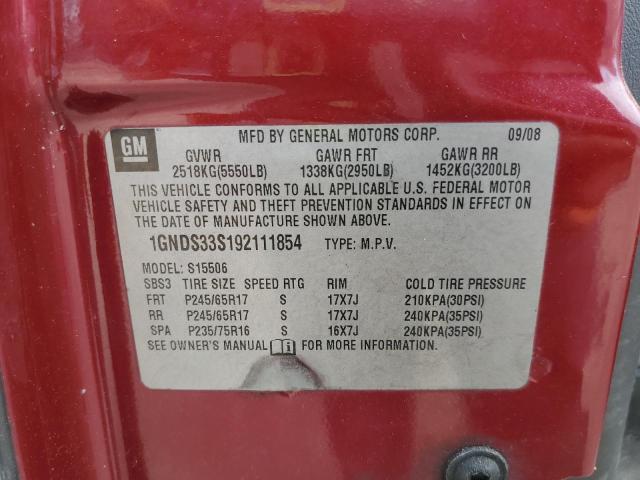 GM
MFD BY GENERAL MOTORS CORP. 09/08
GVWR GAWR FRT GAWR RR
2518KG(5550LB) 1338KG(2950LB) 1452KG(3200LB)
THIS VEHICLE CONFORMS TO ALL APPLICABLE U.S. FEDERAL MOTOR
VEHICLE SAFETY AND THEFT PREVENTION STANDARDS IN EFFECT ON
THE DATE OF MANUFACTURE SHOWN ABOVE.
1GNDS33S192111854 TYPE: M.P.V.
MODEL: S15506
SBS3 TIRE SIZE SPEED RTG RIM COLD TIRE PRESSURE
FRT P245/65R17 S 17X7J 210KPA(30PSI)
RR P245/65R17 S 17X7J 240KPA(35PSI)
SPA P235/75R16 S 16X7J 240KPA(35PSI)
SEE OWNER'S MANUAL FOR MORE INFORMATION.